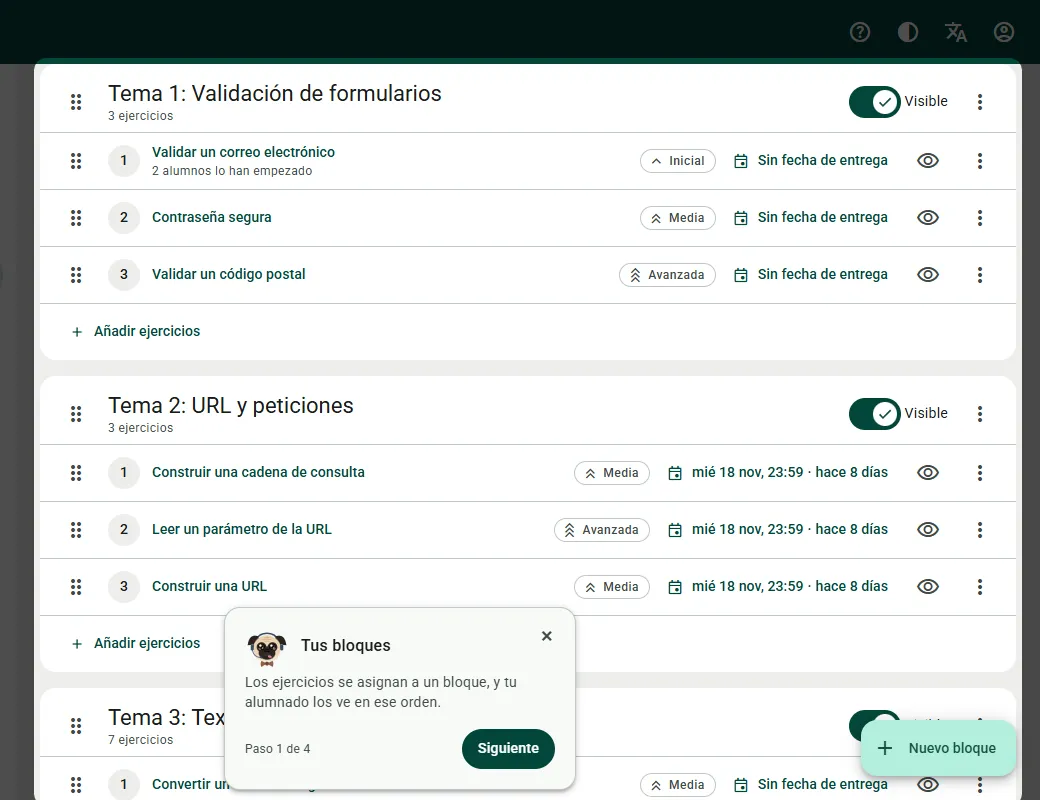 Tema 1: Validación de formularios
3 ejercicios
Visible
1
Validar un correo electrónico
2 alumnos lo han empezado
Inicial
Sin fecha de entrega
2
Contraseña segura
Media
Sin fecha de entrega
3
Validar un código postal
Avanzada
Sin fecha de entrega
+ Añadir ejercicios
Tema 2: URL y peticiones
3 ejercicios
Visible
1
Construir una cadena de consulta
Media
mié 18 nov, 23:59 · hace 8 días
2
Leer un parámetro de la URL
Avanzada
mié 18 nov, 23:59 · hace 8 días
3
Construir una URL
Media
mié 18 nov, 23:59 · hace 8 días
+ Añadir ejercicios
Tus bloques
Los ejercicios se asignan a un bloque, y tu
alumnado los ve en ese orden.
Paso 1 de 4
Siguiente
Tema 3:
7 ejercicios
+ Nuevo bloque
1
Convertir
Media
Sin fecha de entrega